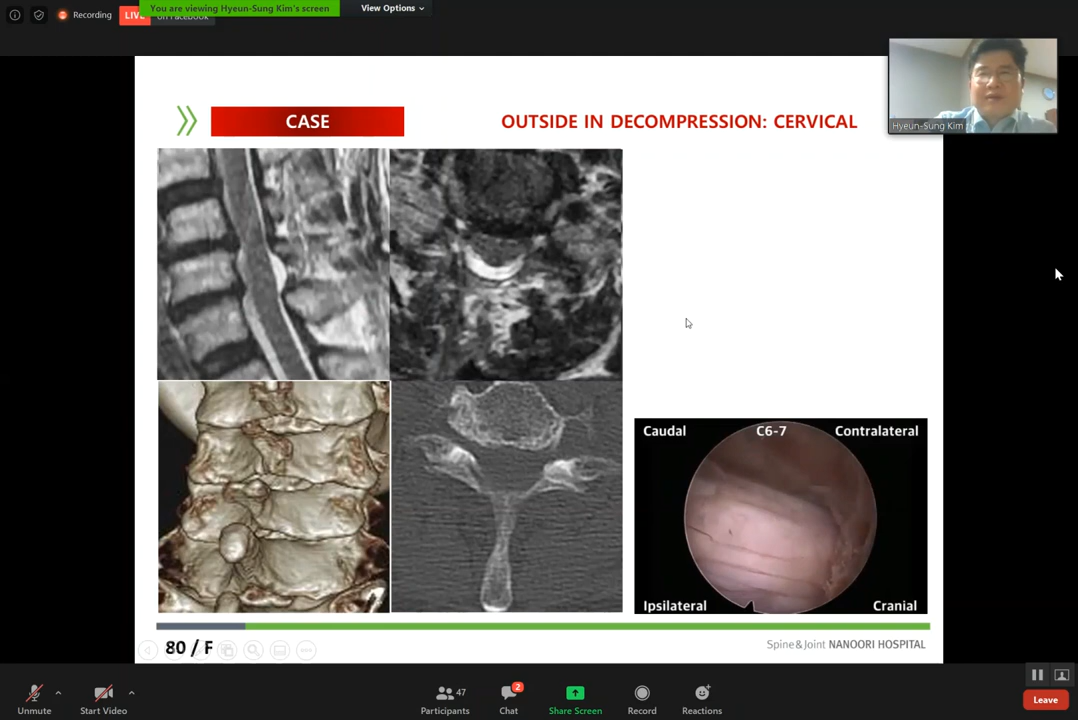 You are viewing Hyeun-Sung Kim's screen
View Options
Recording
LIVE
on Facebook
CASE
OUTSIDE IN DECOMPRESSION: CERVICAL
Hyeun-Sung Kim
Caudal
C6-7
Contralateral
Ipsilateral
Cranial
80 / F
Spine & Joint NANOORI HOSPITAL
Unmute
Start Video
47
Participants
2
Chat
Share Screen
Record
Reactions
Leave